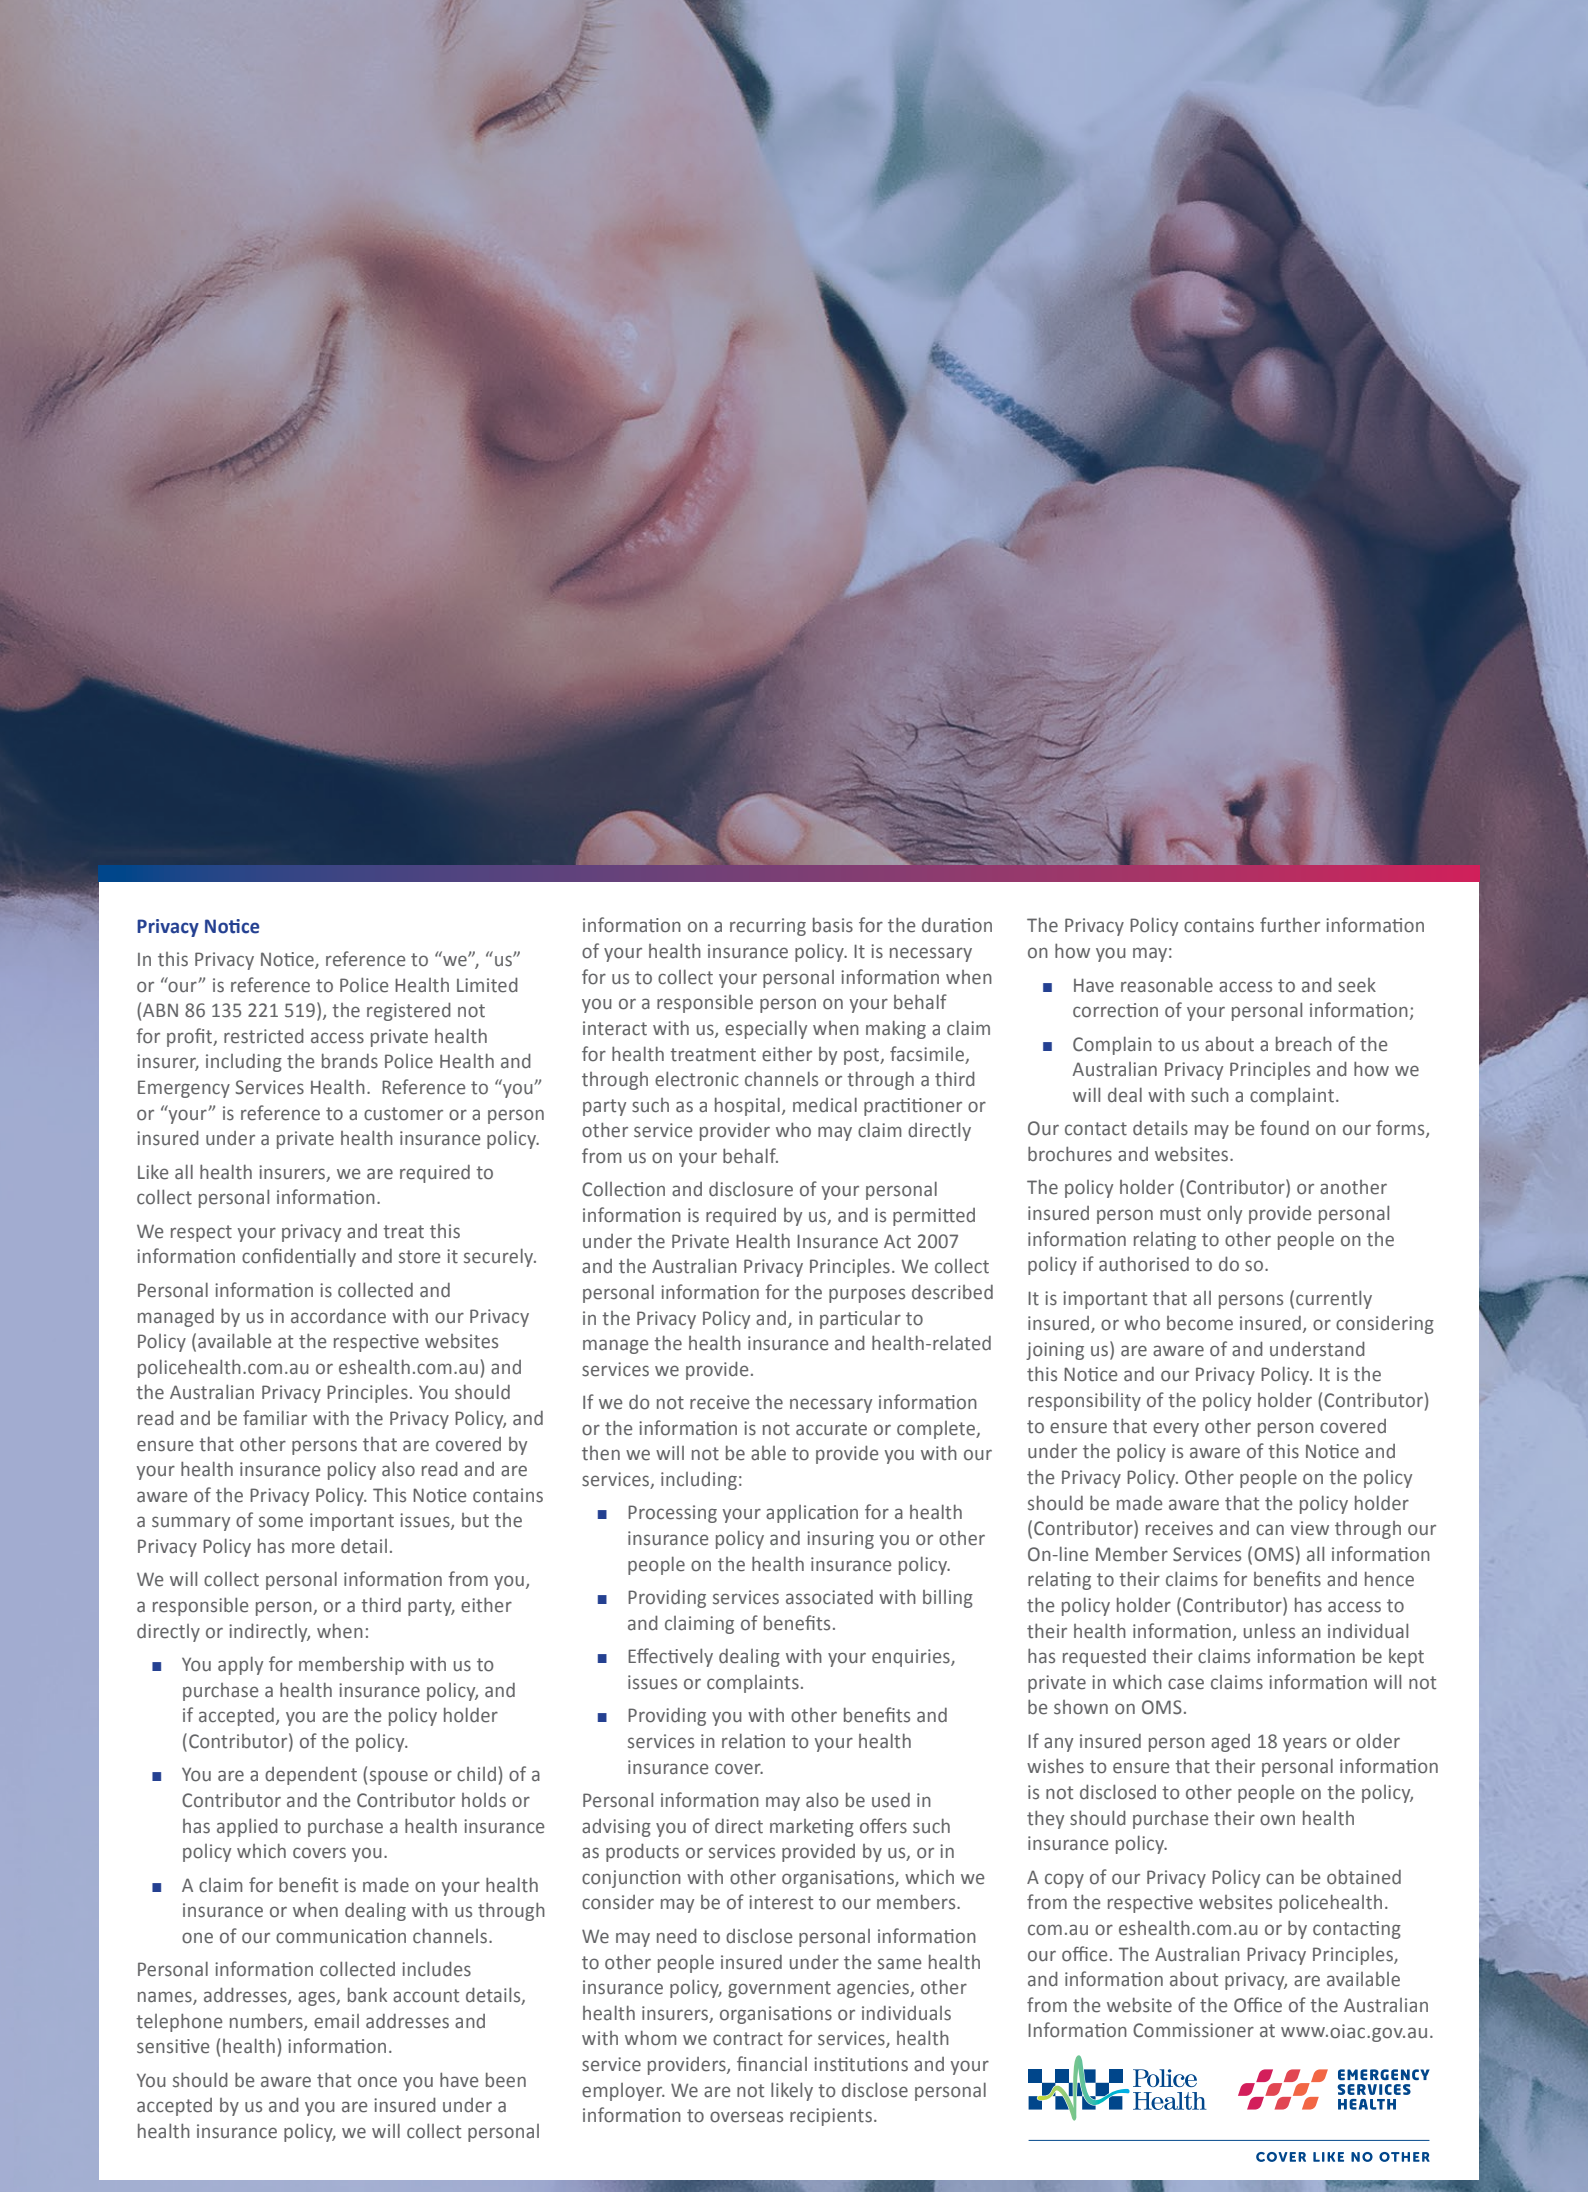 Privacy Notice
In this Privacy Notice, reference to “we”, “us”
or “our” is reference to Police Health Limited
(ABN 86 135 221 519), the registered not
for profit, restricted access private health
insurer, including the brands Police Health and
Emergency Services Health.  Reference to “you”
or “your” is reference to a customer or a person
insured under a private health insurance policy.
Like all health insurers, we are required to
collect personal information.
We respect your privacy and treat this
information confidentially and store it securely.
Personal information is collected and
managed by us in accordance with our Privacy
Policy (available at the respective websites
policehealth.com.au or eshealth.com.au) and
the Australian Privacy Principles. You should
read and be familiar with the Privacy Policy, and
ensure that other persons that are covered by
your health insurance policy also read and are
aware of the Privacy Policy. This Notice contains
a summary of some important issues, but the
Privacy Policy has more detail.
We will collect personal information from you,
a responsible person, or a third party, either
directly or indirectly, when:
■ You apply for membership with us to
purchase a health insurance policy, and
if accepted, you are the policy holder
(Contributor) of the policy.
■ You are a dependent (spouse or child) of a
Contributor and the Contributor holds or
has applied to purchase a health insurance
policy which covers you.
■ A claim for benefit is made on your health
insurance or when dealing with us through
one of our communication channels.
Personal information collected includes
names, addresses, ages, bank account details,
telephone numbers, email addresses and
sensitive (health) information.
You should be aware that once you have been
accepted by us and you are insured under a
health insurance policy, we will collect personal
information on a recurring basis for the duration
of your health insurance policy. It is necessary
for us to collect your personal information when
you or a responsible person on your behalf
interact with us, especially when making a claim
for health treatment either by post, facsimile,
through electronic channels or through a third
party such as a hospital, medical practitioner or
other service provider who may claim directly
from us on your behalf.
Collection and disclosure of your personal
information is required by us, and is permitted
under the Private Health Insurance Act 2007
and the Australian Privacy Principles. We collect
personal information for the purposes described
in the Privacy Policy and, in particular to
manage the health insurance and health-related
services we provide.
If we do not receive the necessary information
or the information is not accurate or complete,
then we will not be able to provide you with our
services, including:
■ Processing your application for a health
insurance policy and insuring you or other
people on the health insurance policy.
■ Providing services associated with billing
and claiming of benefits.
■ Effectively dealing with your enquiries,
issues or complaints.
■ Providing you with other benefits and
services in relation to your health
insurance cover.
Personal information may also be used in
advising you of direct marketing offers such
as products or services provided by us, or in
conjunction with other organisations, which we
consider may be of interest to our members.
We may need to disclose personal information
to other people insured under the same health
insurance policy, government agencies, other
health insurers, organisations or individuals
with whom we contract for services, health
service providers, financial institutions and your
employer. We are not likely to disclose personal
information to overseas recipients.
The Privacy Policy contains further information
on how you may:
■ Have reasonable access to and seek
correction of your personal information;
■ Complain to us about a breach of the
Australian Privacy Principles and how we
will deal with such a complaint.
Our contact details may be found on our forms,
brochures and websites.
The policy holder (Contributor) or another
insured person must only provide personal
information relating to other people on the
policy if authorised to do so.
It is important that all persons (currently
insured, or who become insured, or considering
joining us) are aware of and understand
this Notice and our Privacy Policy. It is the
responsibility of the policy holder (Contributor)
to ensure that every other person covered
under the policy is aware of this Notice and
the Privacy Policy. Other people on the policy
should be made aware that the policy holder
(Contributor) receives and can view through our
On-line Member Services (OMS) all information
relating to their claims for benefits and hence
the policy holder (Contributor) has access to
their health information, unless an individual
has requested their claims information be kept
private in which case claims information will not
be shown on OMS.
If any insured person aged 18 years or older
wishes to ensure that their personal information
is not disclosed to other people on the policy,
they should purchase their own health
insurance policy.
A copy of our Privacy Policy can be obtained
from the respective websites policehealth.
com.au or eshealth.com.au or by contacting
our office. The Australian Privacy Principles,
and information about privacy, are available
from the website of the Office of the Australian
Information Commissioner at www.oiac.gov.au.
Police
Health
EMERGENCY
SERVICES
HEALTH
COVER LIKE NO OTHER